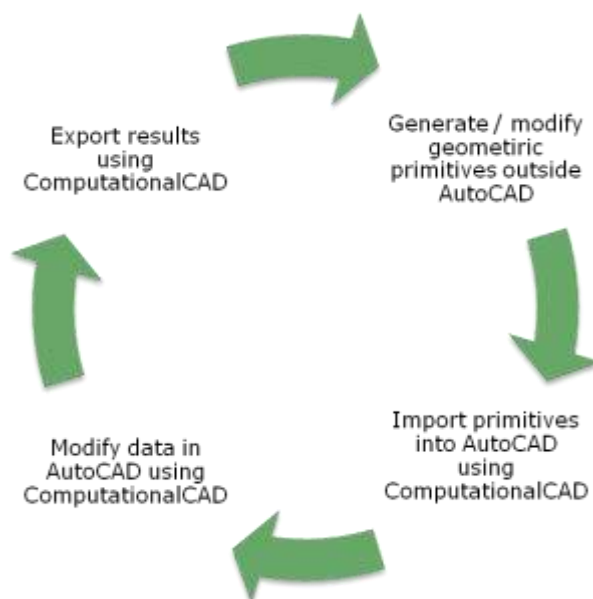 Export results
using
ComputationalCAD
Generate / modify
geometiric
primitives outside
AutoCAD
Import primitives
into AutoCAD
using
ComputationalCAD
Modify data in
AutoCAD using
ComputationalCAD